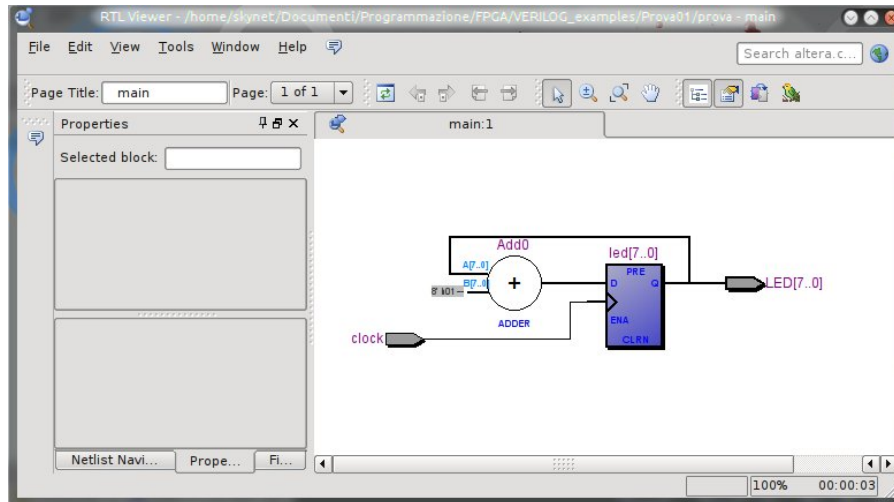 RTL Viewer - /home/skynet/Documenti/Programmazione/FPGA/VERILOG_examples/Prova01/prova - main
File Edit View Tools Window Help
Search altera.c...
Page Title: main Page: 1 of 1
Properties
main:1
Selected block:
Add0
led[7..0]
A[7..0]
PRE
B[7..0]
D Q
LED[7..0]
8' h01
+
ENA
ADDER
CLRN
clock
Netlist Navi... Prope... Fi...
100% 00:00:03